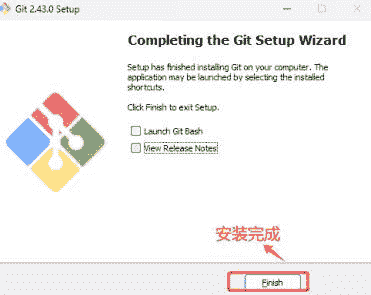 Git 2.43.0 Setup
Completing the Git Setup Wizard
Setup has finished installing Git on your computer. The
application may be launched by selecting the installed
shortcuts.
Click Finish to exit Setup.
Launch Git Bash
View Release Notes
安装完成
Finish